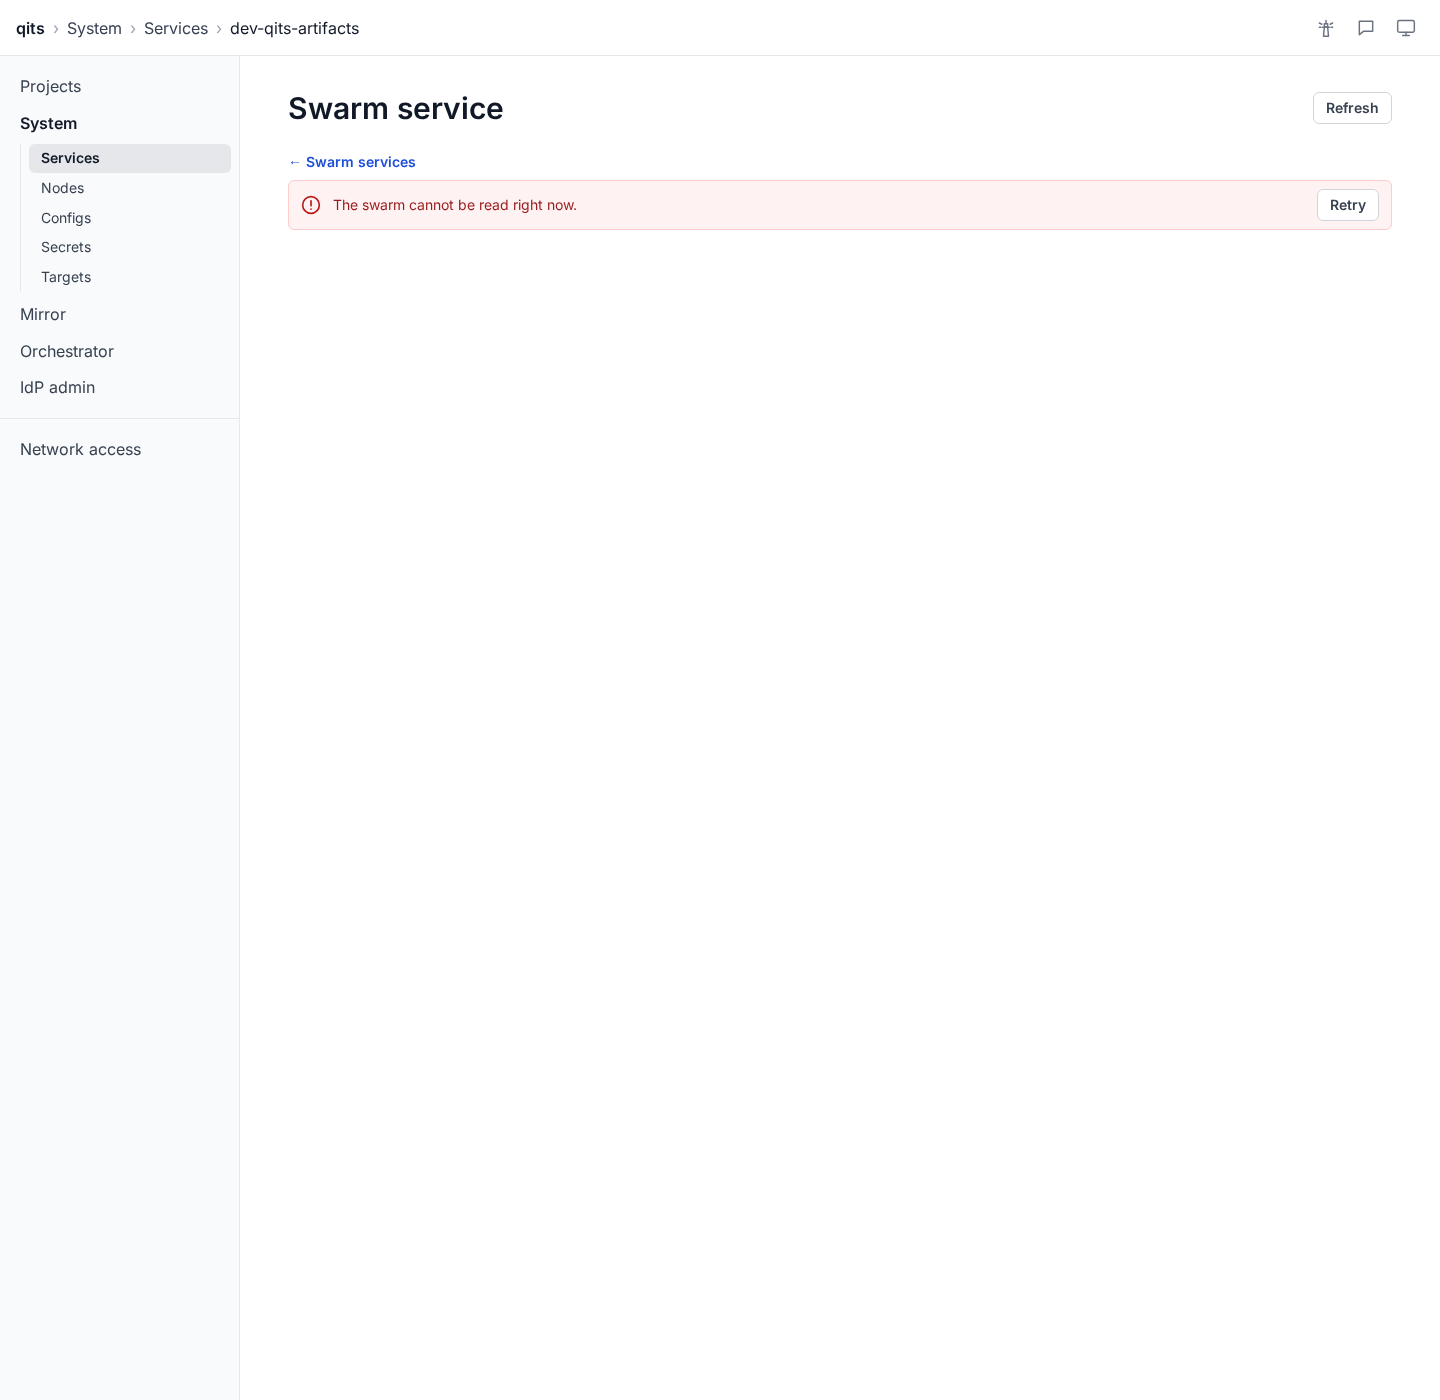 qits › System › Services › dev-qits-artifacts
Projects
System
Services
Nodes
Configs
Secrets
Targets
Mirror
Orchestrator
IdP admin
Network access
Swarm service
Refresh
← Swarm services
The swarm cannot be read right now.
Retry